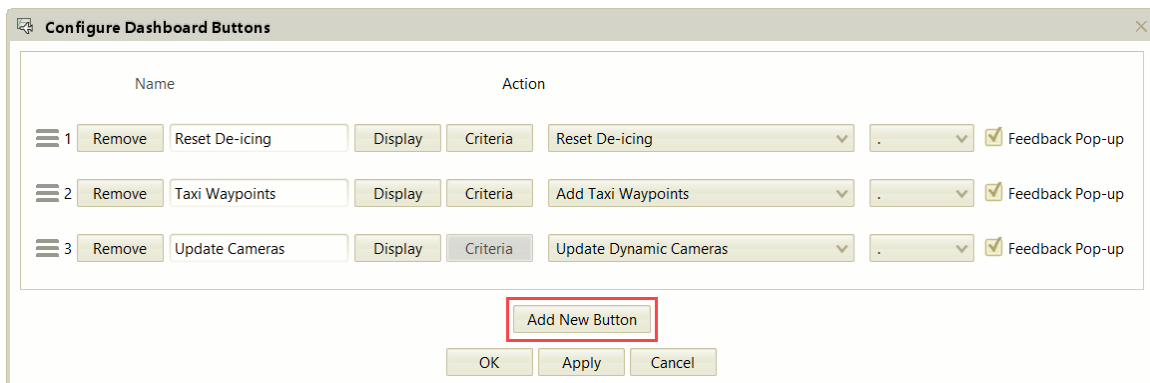 Configure Dashboard Buttons
Name Action
1 Remove Reset De-icing Display Criteria Reset De-icing . Feedback Pop-up
2 Remove Taxi Waypoints Display Criteria Add Taxi Waypoints . Feedback Pop-up
3 Remove Update Cameras Display Criteria Update Dynamic Cameras . Feedback Pop-up
Add New Button
OK Apply Cancel